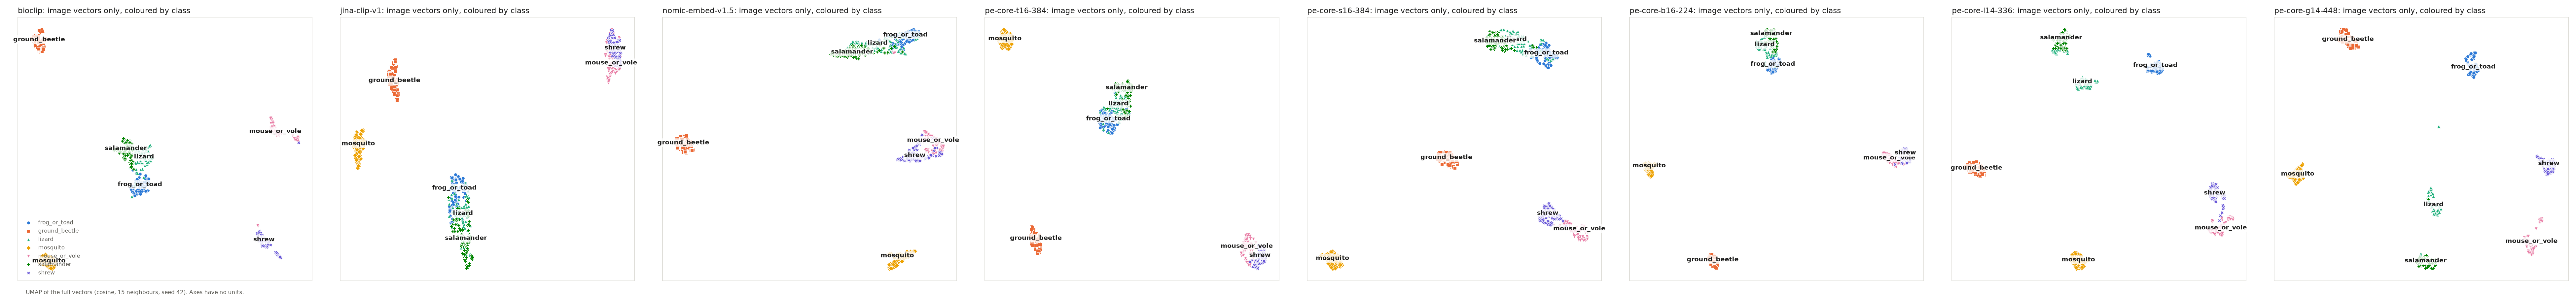 bioclip: image vectors only, coloured by class
ground_beetle
mouse_or_vole
salamander
lizard
frog_or_toad
shrew
mosquito
frog_or_toad
ground_beetle
lizard
mosquito
mouse_or_vole
salamander
shrew
UMAP of the full vectors (cosine, 15 neighbours, seed 42). Axes have no units.
jina-clip-v1: image vectors only, coloured by class
shrew
mouse_or_vole
ground_beetle
mosquito
frog_or_toad
lizard
salamander
nomic-embed-v1.5: image vectors only, coloured by class
frog_or_toad
lizard
salamander
ground_beetle
mouse_or_vole
shrew
mosquito
pe-core-t16-384: image vectors only, coloured by class
mosquito
salamander
lizard
frog_or_toad
ground_beetle
mouse_or_vole
shrew
pe-core-s16-384: image vectors only, coloured by class
salamander
frog_or_toad
ground_beetle
shrew
mouse_or_vole
mosquito
pe-core-b16-224: image vectors only, coloured by class
salamander
lizard
frog_or_toad
mosquito
shrew
mouse_or_vole
ground_beetle
pe-core-l14-336: image vectors only, coloured by class
salamander
frog_or_toad
lizard
ground_beetle
shrew
mouse_or_vole
mosquito
pe-core-g14-448: image vectors only, coloured by class
ground_beetle
frog_or_toad
shrew
mosquito
lizard
mouse_or_vole
salamander